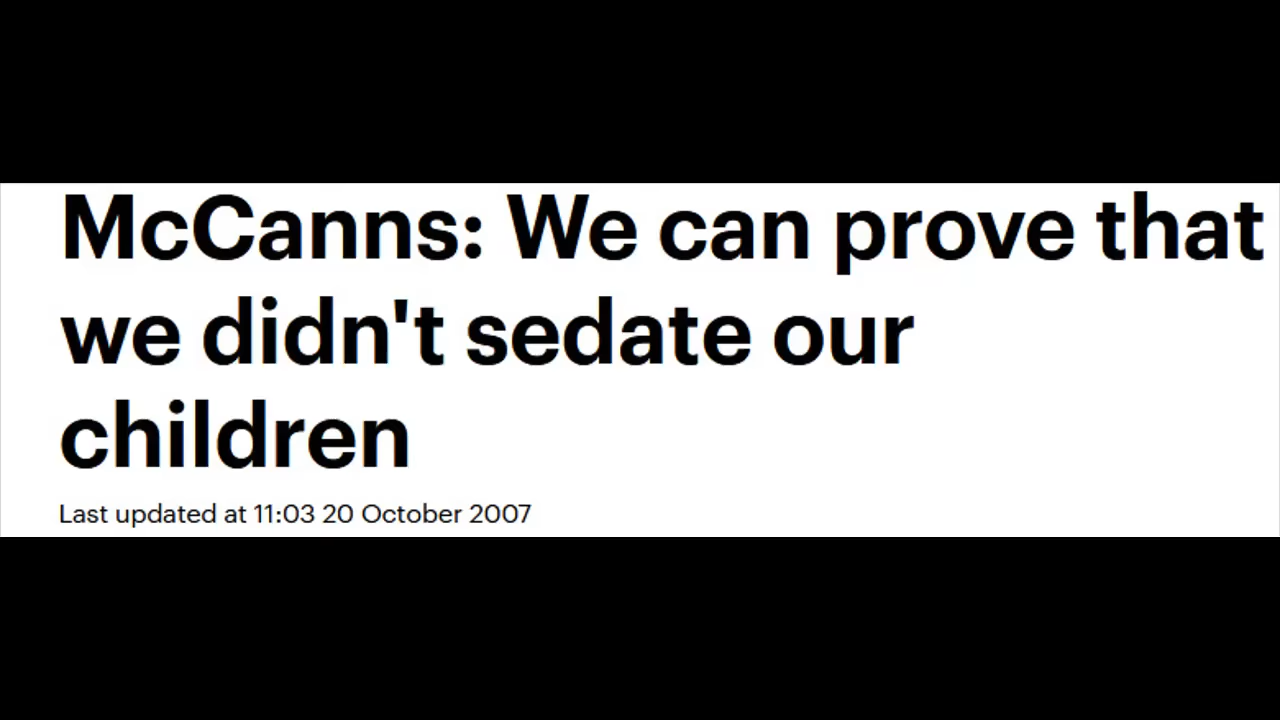 McCanns: We can prove that
we didn't sedate our
children
Last updated at 11:03 20 October 2007